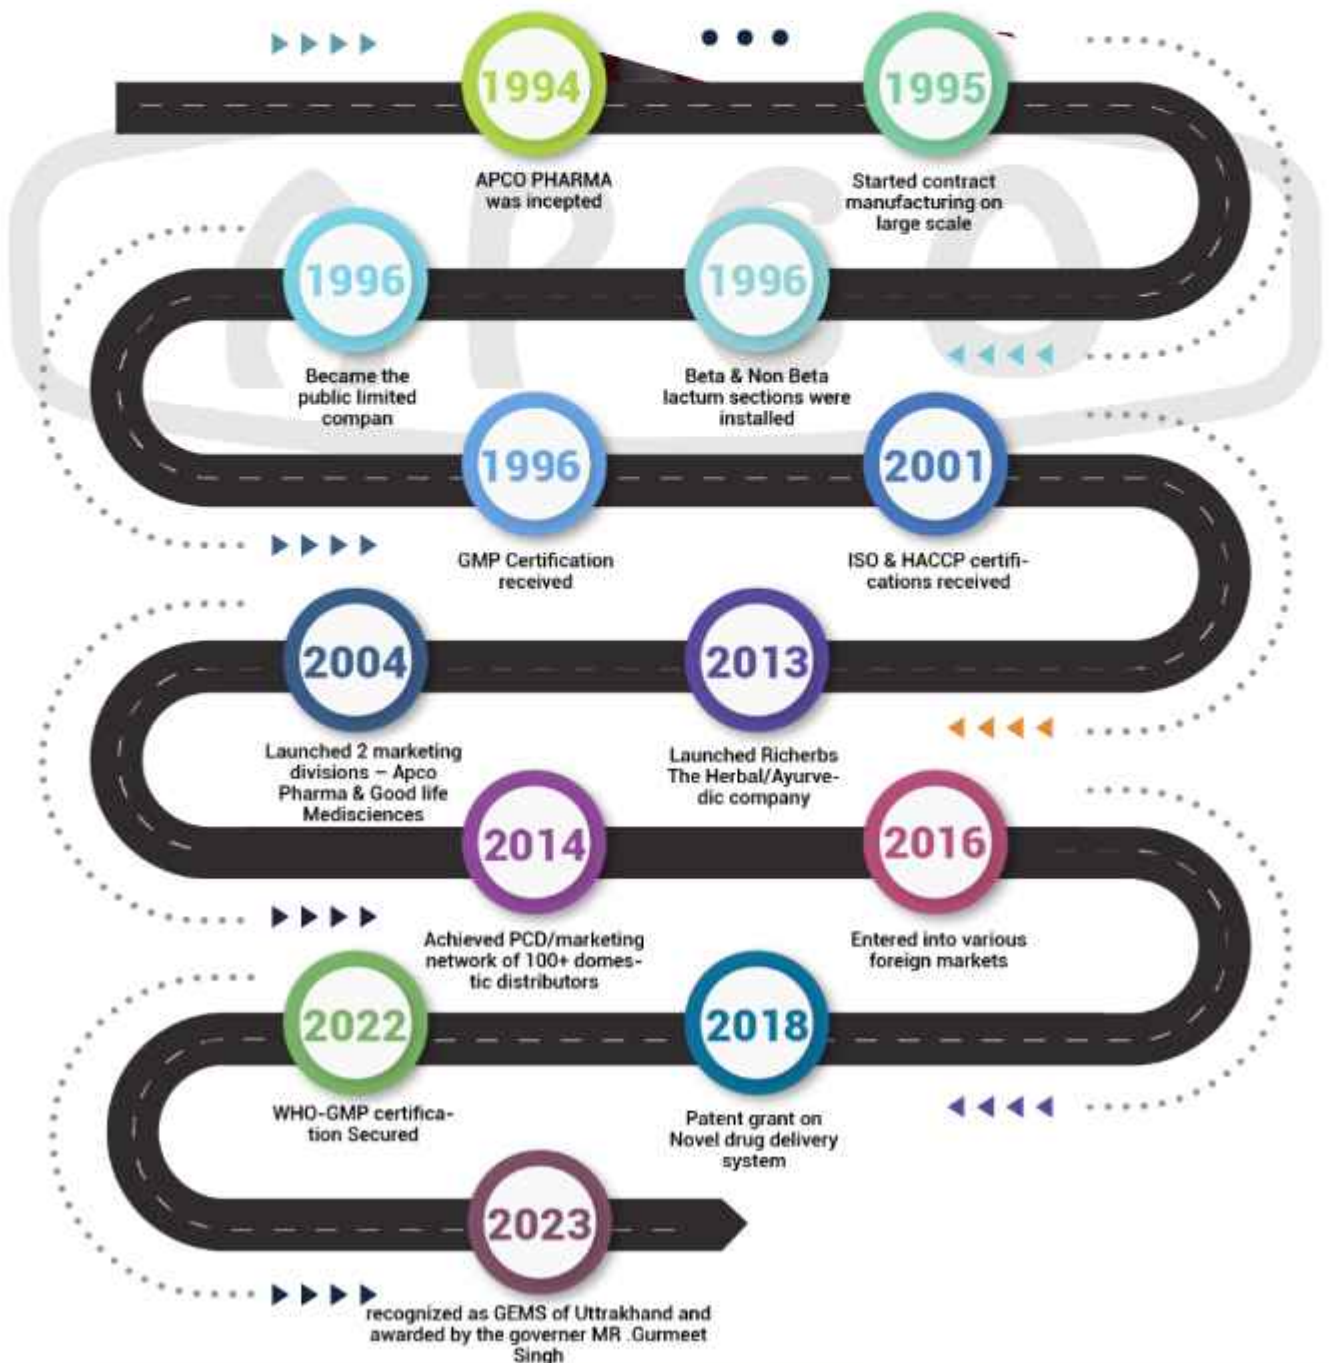 1994
APCO PHARMA
was incepted
1995
Started contract
manufacturing on
large scale
1996
Beta & Non Beta
lactum sections were
installed
1996
Became the
public limited
compan
1996
GMP Certification
received
2001
ISO & HACCP certifi-
cations received
2013
Launched Richerbs
The Herbal/Ayurve-
dic company
2004
Launched 2 marketing
divisions – Apco
Pharma & Good life
Medisciences
2014
Achieved PCD/marketing
network of 100+ domes-
tic distributors
2016
Entered into various
foreign markets
2018
Patent grant on
Novel drug delivery
system
2022
WHO-GMP certifica-
tion Secured
2023
recognized as GEMS of Uttrakhand and
awarded by the governer MR .Gurmeet
Singh
APCO